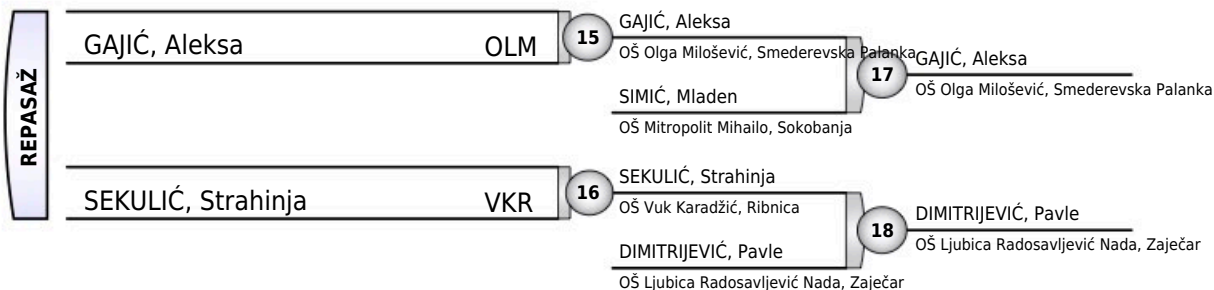 REPASAŽ
GAJIĆ, Aleksa OLM
15
GAJIĆ, Aleksa
OŠ Olga Milošević, Smederevska Palanka
SIMIĆ, Mladen
OŠ Mitropolit Mihailo, Sokobanja
17
GAJIĆ, Aleksa
OŠ Olga Milošević, Smederevska Palanka
SEKULIĆ, Strahinja VKR
16
SEKULIĆ, Strahinja
OŠ Vuk Karadžić, Ribnica
DIMITRIJEVIĆ, Pavle
OŠ Ljubica Radosavljević Nada, Zaječar
18
DIMITRIJEVIĆ, Pavle
OŠ Ljubica Radosavljević Nada, Zaječar